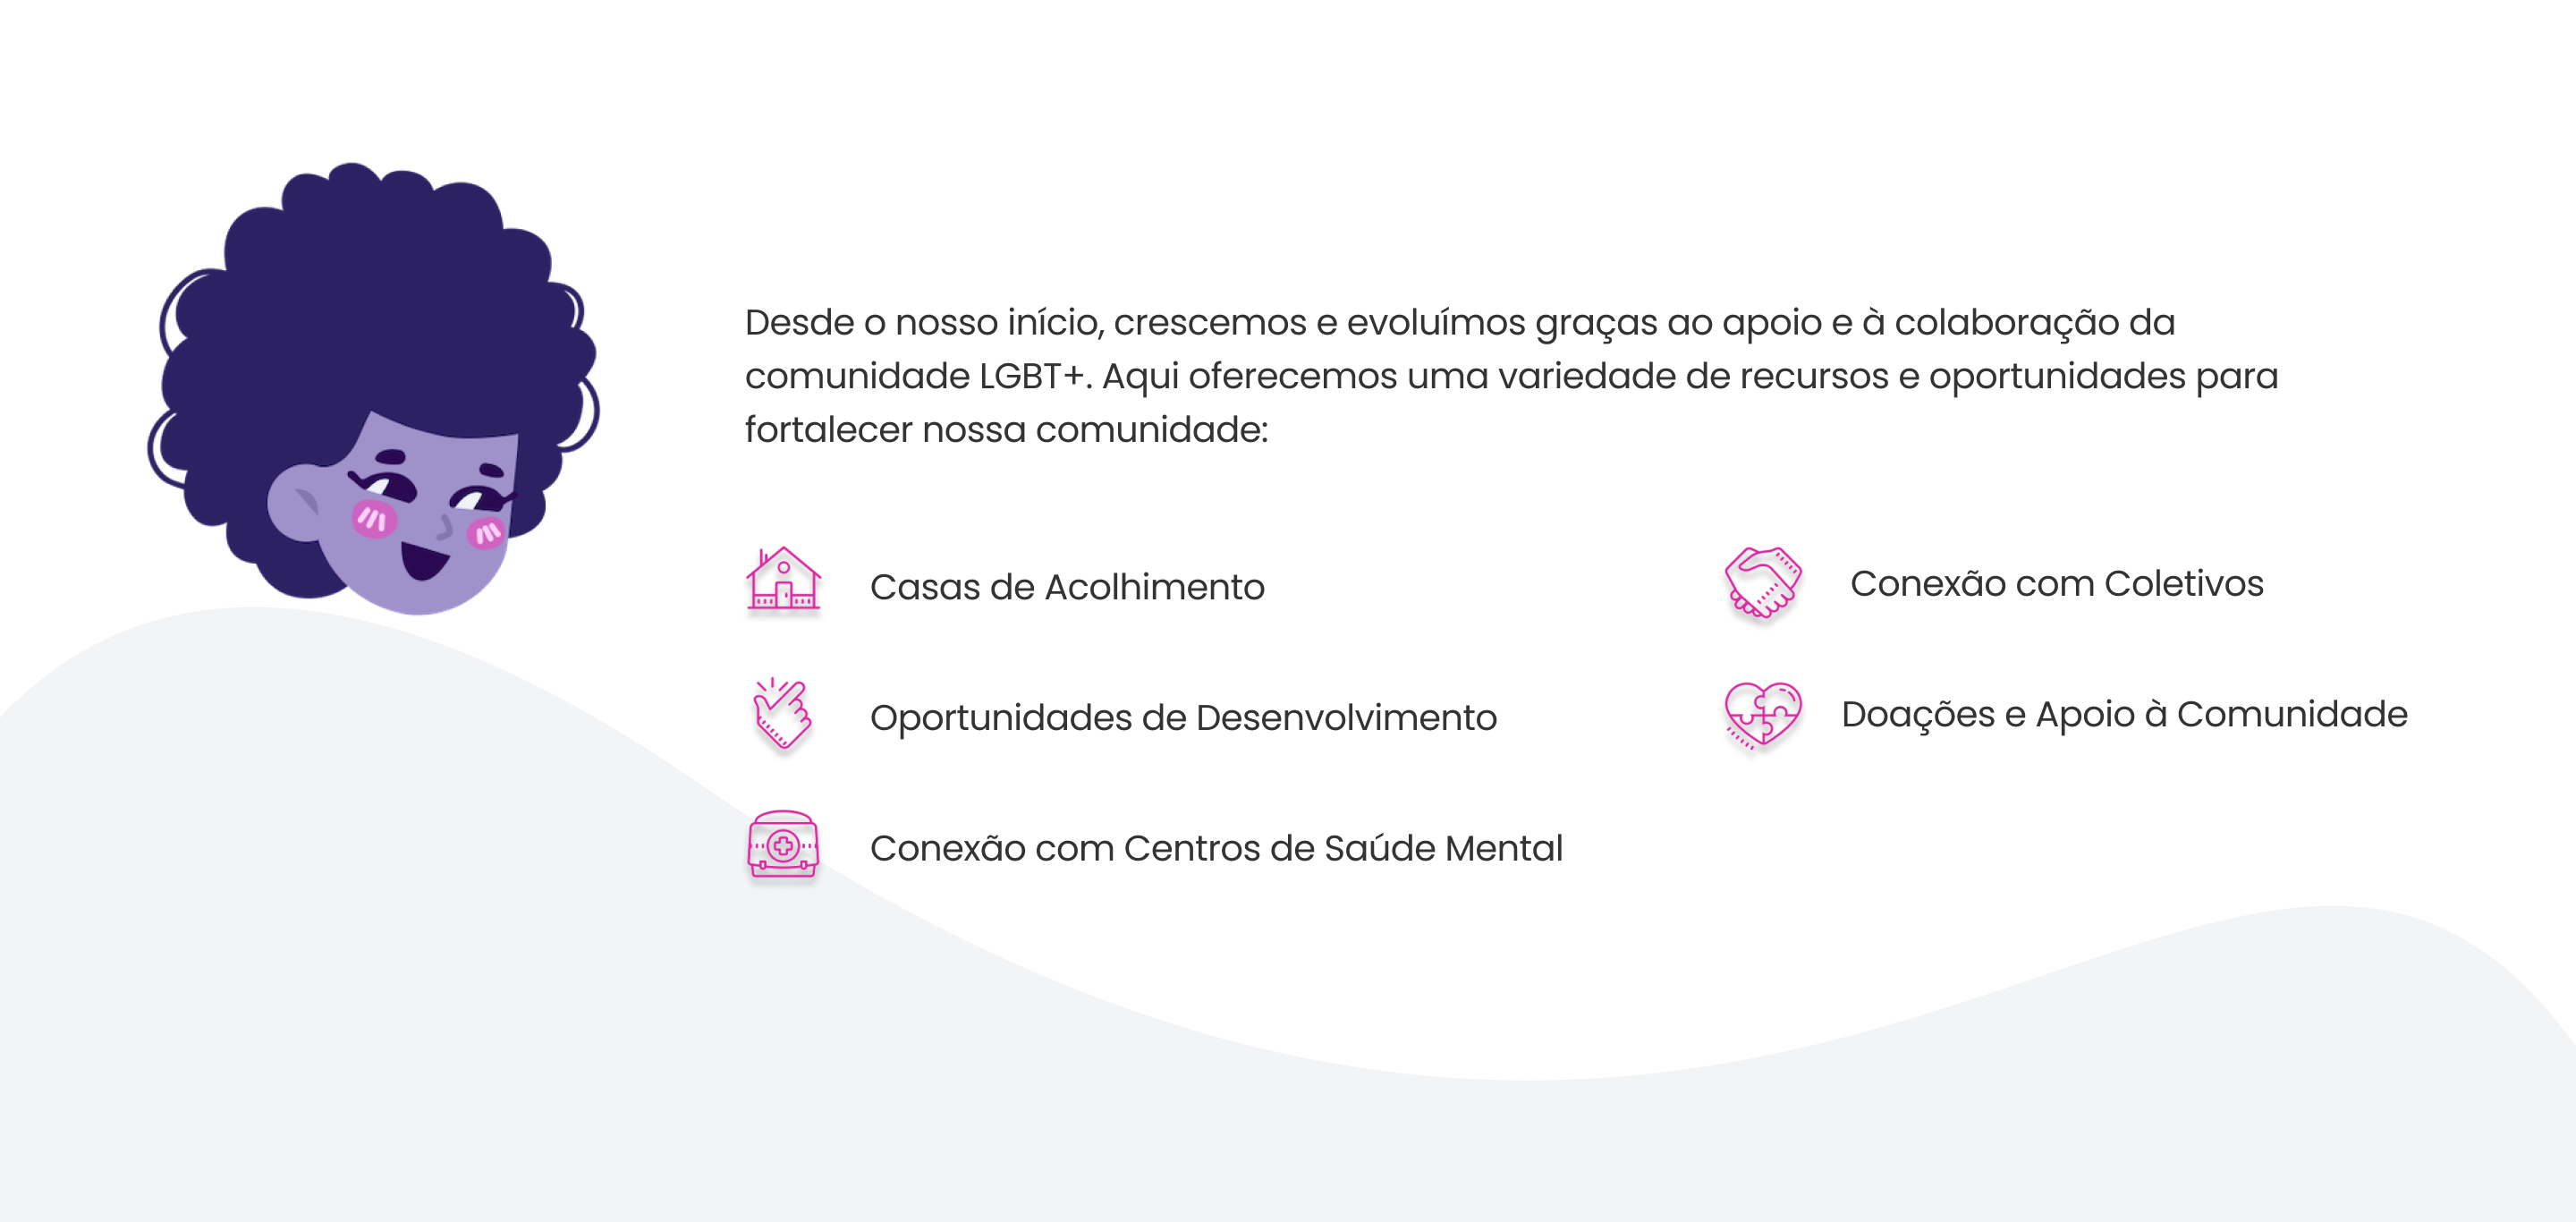 Desde o nosso início, crescemos e evoluímos graças ao apoio e à colaboração da
comunidade LGBT+. Aqui oferecemos uma variedade de recursos e oportunidades para
fortalecer nossa comunidade:
Casas de Acolhimento
Oportunidades de Desenvolvimento
Conexão com Centros de Saúde Mental
Conexão com Coletivos
Doações e Apoio à Comunidade